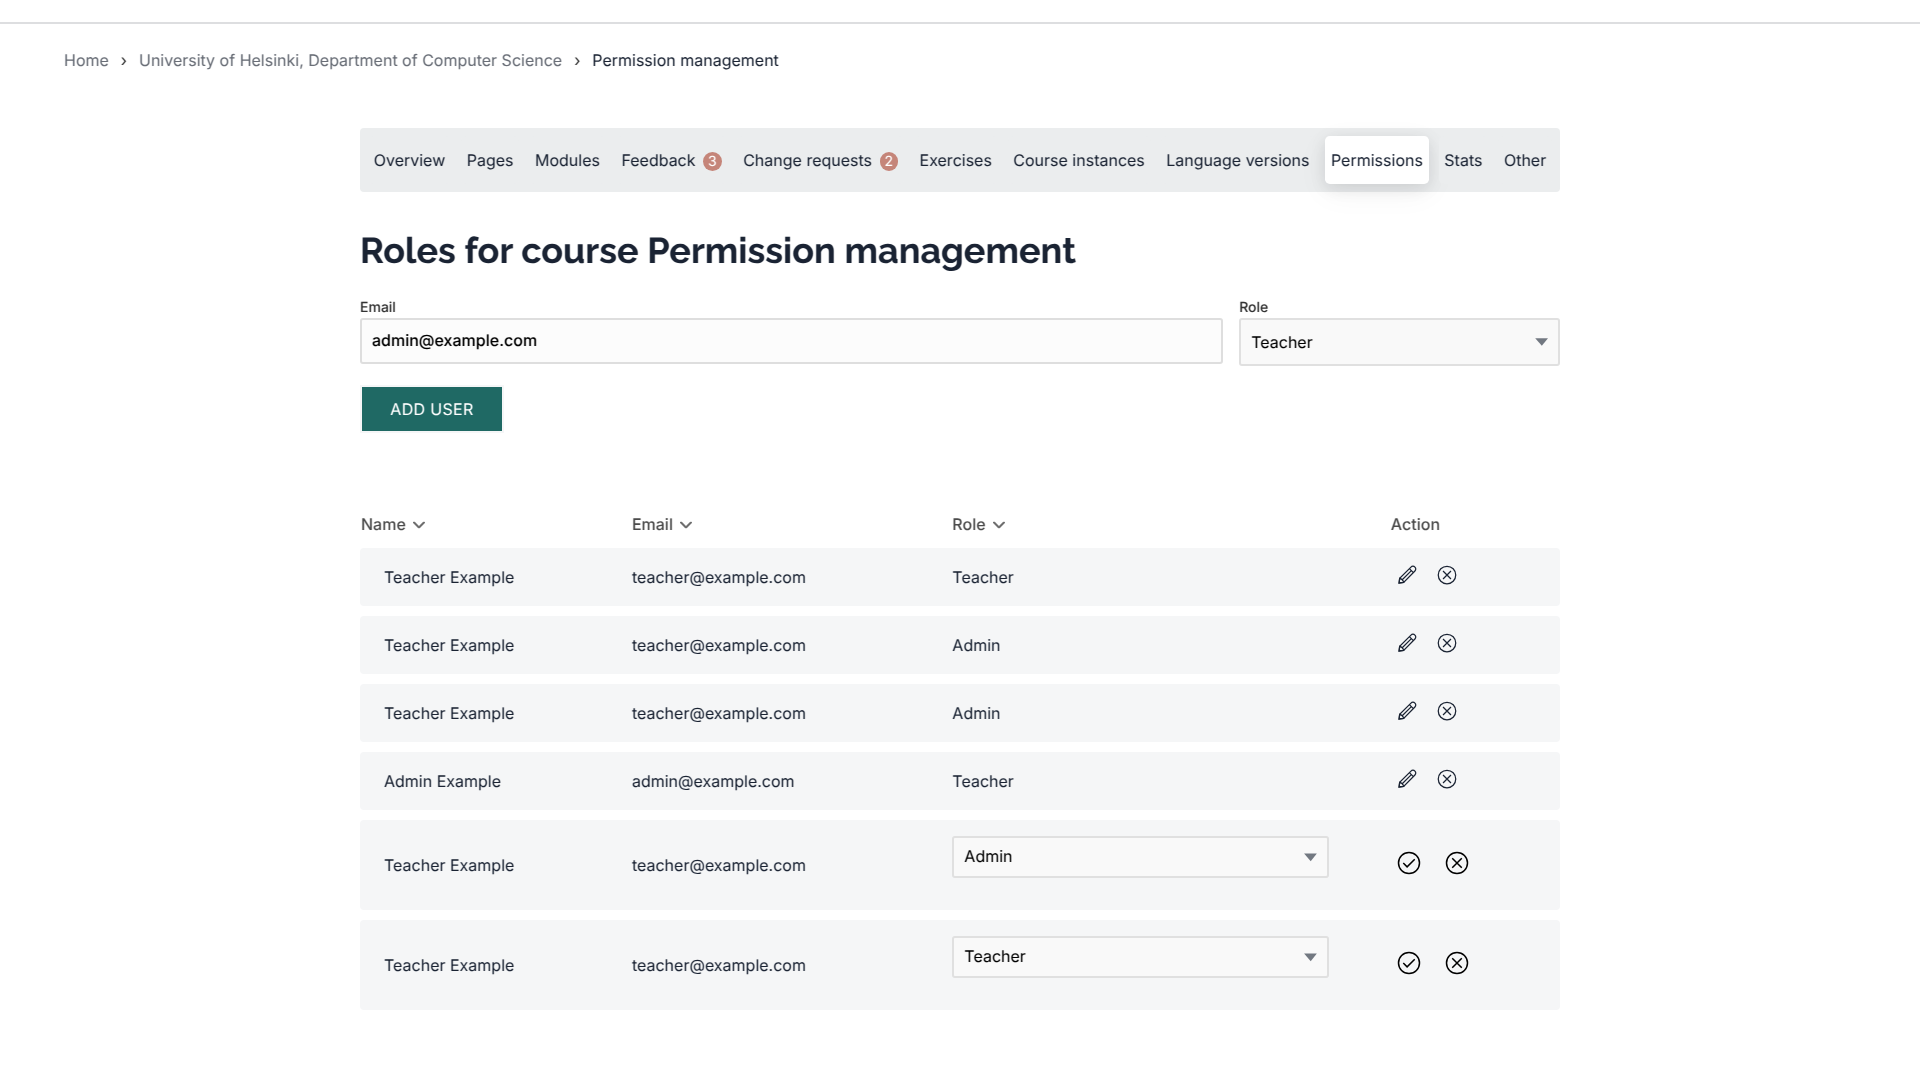 Home › University of Helsinki, Department of Computer Science › Permission management
Overview Pages Modules Feedback 3 Change requests 2 Exercises Course instances Language versions Permissions Stats Other
Roles for course Permission management
Email Role
admin@example.com Teacher
ADD USER
Name Email Role Action
Teacher Example teacher@example.com Teacher
Teacher Example teacher@example.com Admin
Teacher Example teacher@example.com Admin
Admin Example admin@example.com Teacher
Teacher Example teacher@example.com Admin
Teacher Example teacher@example.com Teacher